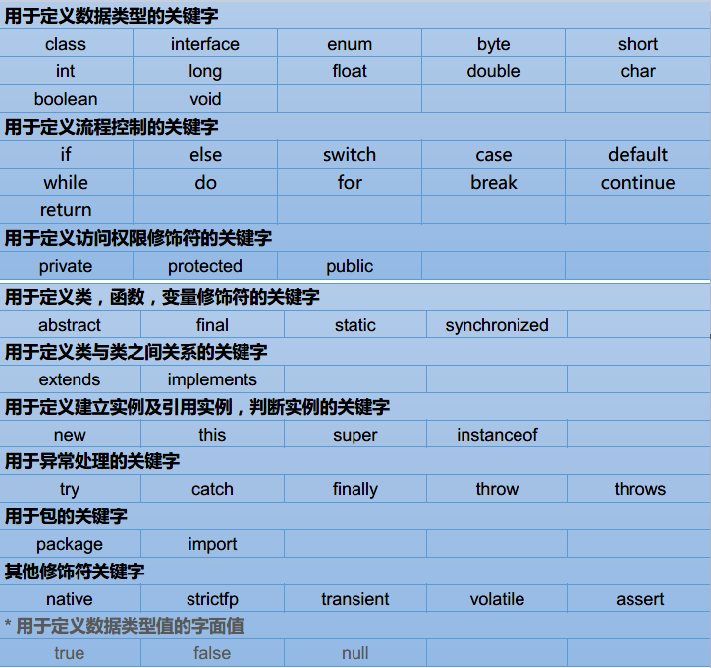 用于定义数据类型的关键字
class interface enum byte short
int long float double char
boolean void
用于定义流程控制的关键字
if else switch case default
while do for break continue
return
用于定义访问权限修饰符的关键字
private protected public
用于定义类，函数，变量修饰符的关键字
abstract final static synchronized
用于定义类与类之间关系的关键字
extends implements
用于定义建立实例及引用实例，判断实例的关键字
new this super instanceof
用于异常处理的关键字
try catch finally throw throws
用于包的关键字
package import
其他修饰符关键字
native strictfp transient volatile assert
* 用于定义数据类型值的字面值
true false null